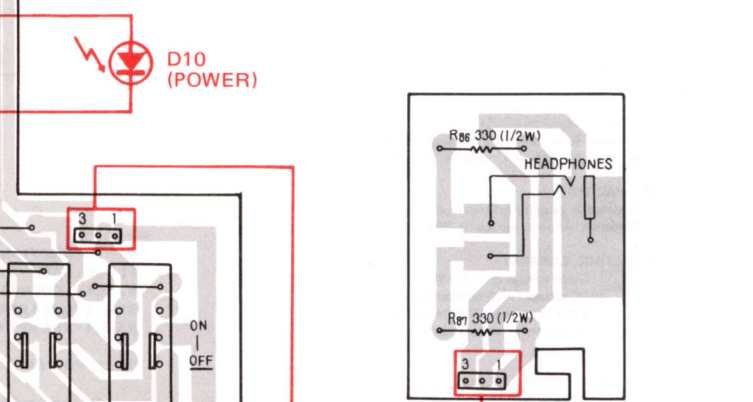 D10
(POWER)
R86 330 (1/2W)
HEADPHONES
3 1
ON
OFF
R87 330 (1/2W)
3 1